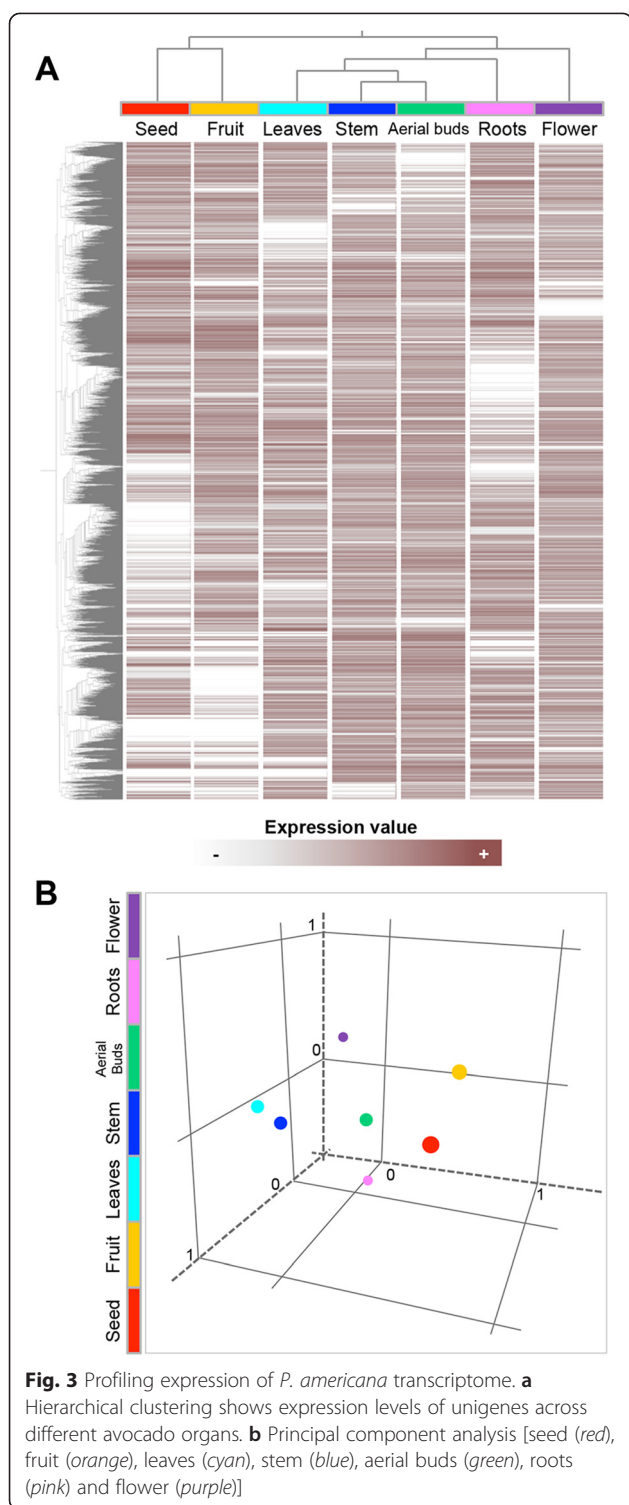 A
Seed Fruit Leaves Stem Aerial buds Roots Flower
Expression value
- +
B
Flower
Roots
Aerial
Buds
Stem
Leaves
Fruit
Seed
1
0
0
0
1
1
Fig. 3 Profiling expression of P. americana transcriptome. a
Hierarchical clustering shows expression levels of unigenes across
different avocado organs. b Principal component analysis [seed (red),
fruit (orange), leaves (cyan), stem (blue), aerial buds (green), roots
(pink) and flower (purple)]